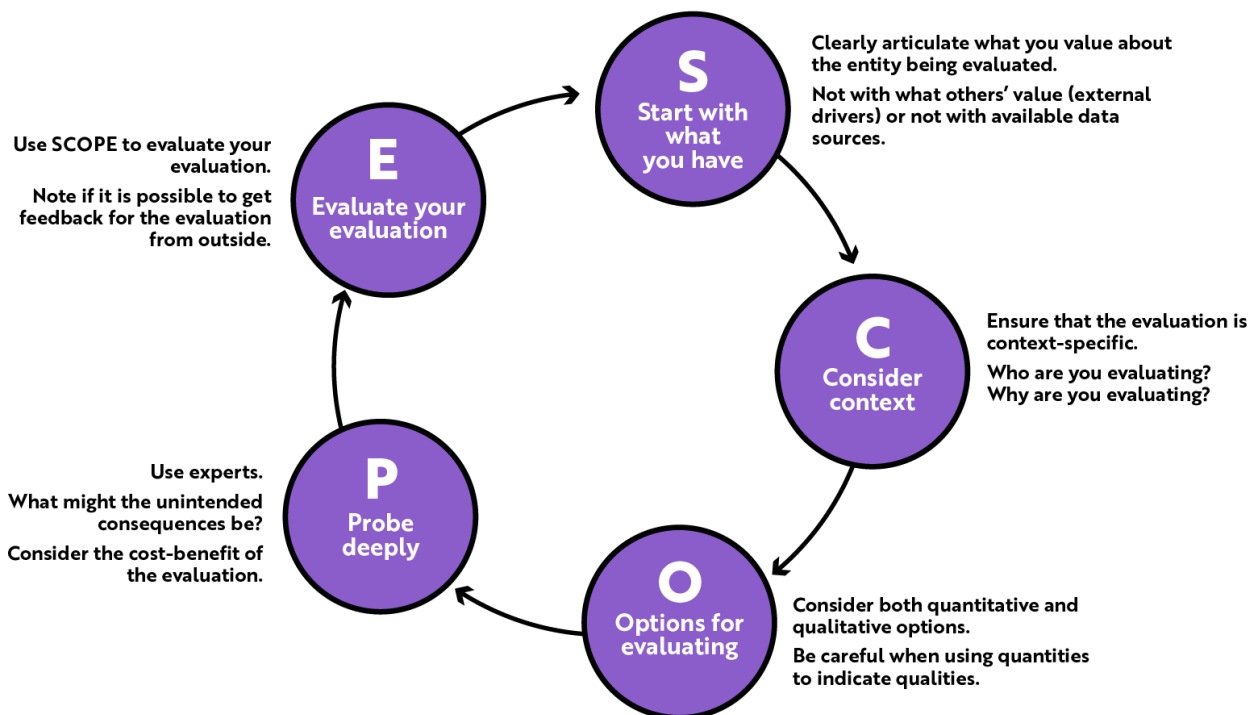 S
Start with
what
you have
Clearly articulate what you value about
the entity being evaluated.
Not with what others’ value (external
drivers) or not with available data
sources.
C
Consider
context
Ensure that the evaluation is
context-specific.
Who are you evaluating?
Why are you evaluating?
O
Options for
evaluating
Consider both quantitative and
qualitative options.
Be careful when using quantities
to indicate qualities.
P
Probe
deeply
Use experts.
What might the unintended
consequences be?
Consider the cost-benefit of
the evaluation.
E
Evaluate your
evaluation
Use SCOPE to evaluate your
evaluation.
Note if it is possible to get
feedback for the evaluation
from outside.